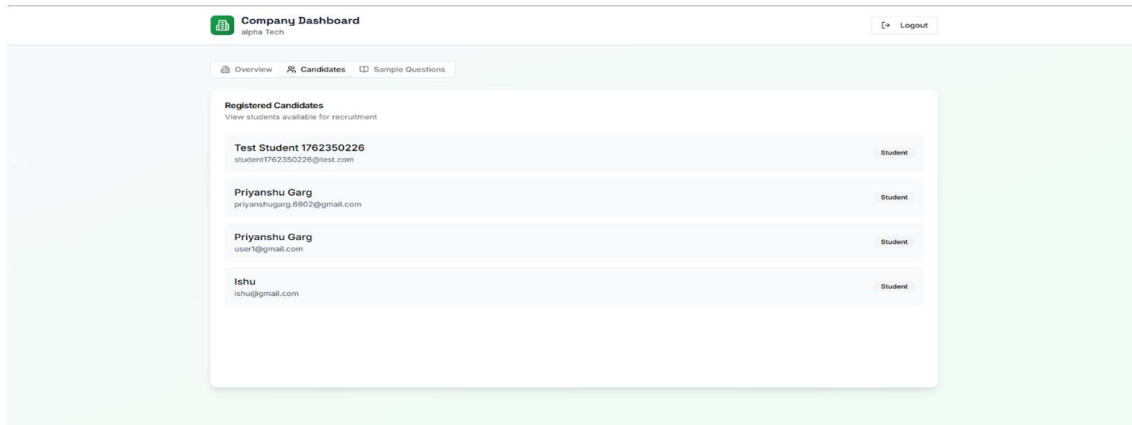 Company Dashboard
alpha Tech
Logout
Overview Candidates Sample Questions
Registered Candidates
View students available for recruitment
Test Student 1762350226
student1762350226@test.com
Student
Priyanshu Garg
priyanshugarg.6602@gmail.com
Student
Priyanshu Garg
user1@gmail.com
Student
Ishu
ishu@gmail.com
Student